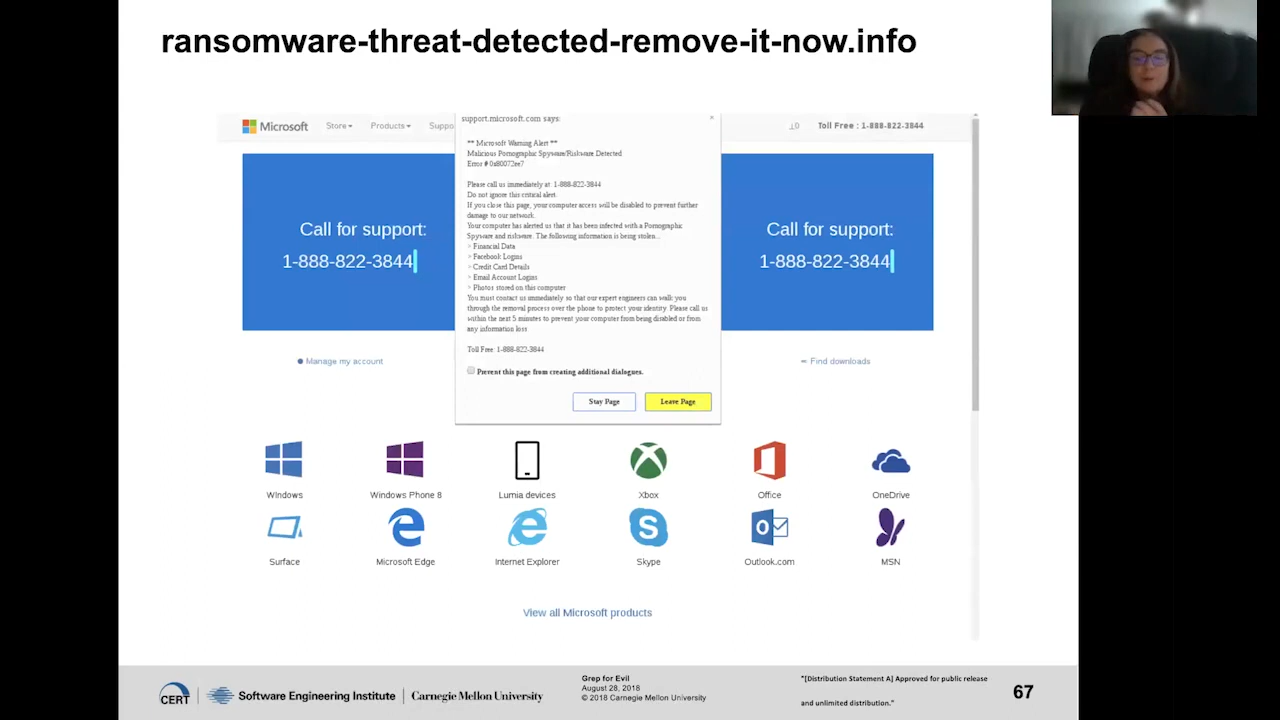 ransomware-threat-detected-remove-it-now.info
Microsoft
Store
Products
Suppo
Toll Free : 1-888-822-3844
support.microsoft.com says:
** Microsoft Warning Alert **
Malicious Pornographic Spyware/Riskware Detected
Error # 0x80072ee7
Please call us immediately at: 1-888-822-3844
Do not ignore this critical alert.
If you close this page, your computer access will be disabled to prevent further
damage to our network.
Your computer has alerted us that it has been infected with a Pornographic
Spyware and riskware. The following information is being stolen...
> Financial Data
> Facebook Logins
> Credit Card Details
> Email Account Logins
> Photos stored on this computer
You must contact us immediately so that our expert engineers can walk you
through the removal process over the phone to protect your identity. Please call us
within the next 5 minutes to prevent your computer from being disabled or from
any information loss
Toll Free: 1-888-822-3844
Prevent this page from creating additional dialogues.
Stay Page
Leave Page
Call for support:
1-888-822-3844
Call for support:
1-888-822-3844
Manage my account
Find downloads
Windows
Windows Phone 8
Lumia devices
Xbox
Office
OneDrive
Surface
Microsoft Edge
Internet Explorer
Skype
Outlook.com
MSN
View all Microsoft products
CERT
Software Engineering Institute
Carnegie Mellon University
Grep for Evil
August 28, 2018
© 2018 Carnegie Mellon University
"[Distribution Statement A] Approved for public release
and unlimited distribution."
67